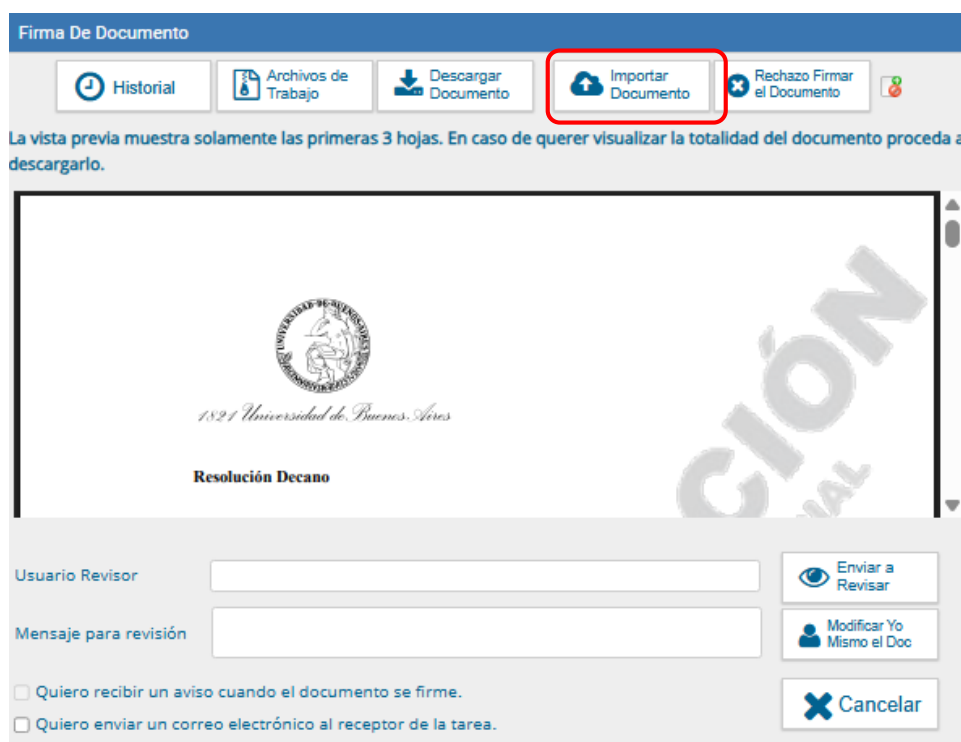 Firma De Documento
Historial
Archivos de
Trabajo
Descargar
Documento
Importar
Documento
Rechazo Firmar
el Documento
La vista previa muestra solamente las primeras 3 hojas. En caso de querer visualizar la totalidad del documento proceda a
descargarlo.
1821 Universidad de Buenos Aires
Resolución Decano
CIÓN
Usuario Revisor
Enviar a
Revisar
Mensaje para revisión
Modificar Yo
Mismo el Doc
Quiero recibir un aviso cuando el documento se firme.
Quiero enviar un correo electrónico al receptor de la tarea.
Cancelar